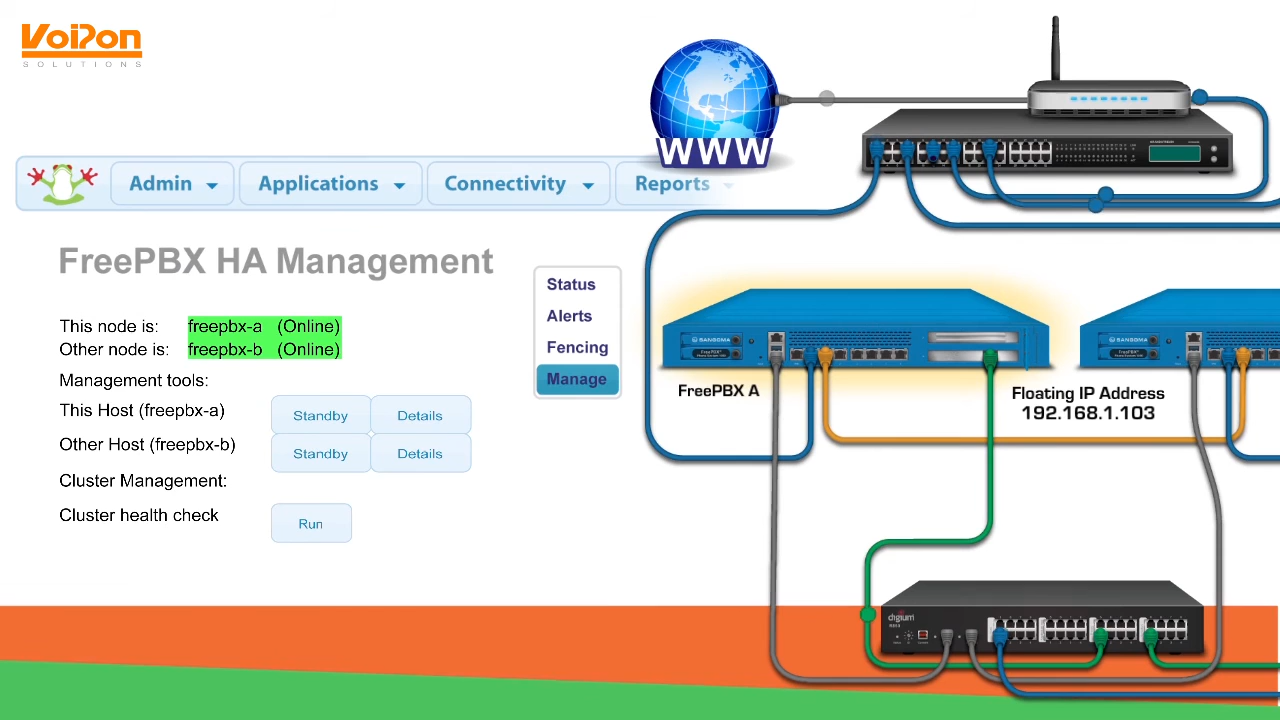 VoIPon
SOLUTIONS
WWW
Admin
Applications
Connectivity
Reports
FreePBX HA Management
This node is: freepbx-a (Online)
Other node is: freepbx-b (Online)
Management tools:
This Host (freepbx-a) Standby Details
Other Host (freepbx-b) Standby Details
Cluster Management:
Cluster health check Run
Status
Alerts
Fencing
Manage
SANGOMA
FreePBX
SANGOMA
FreePBX
FreePBX A
Floating IP Address
192.168.1.103
digium